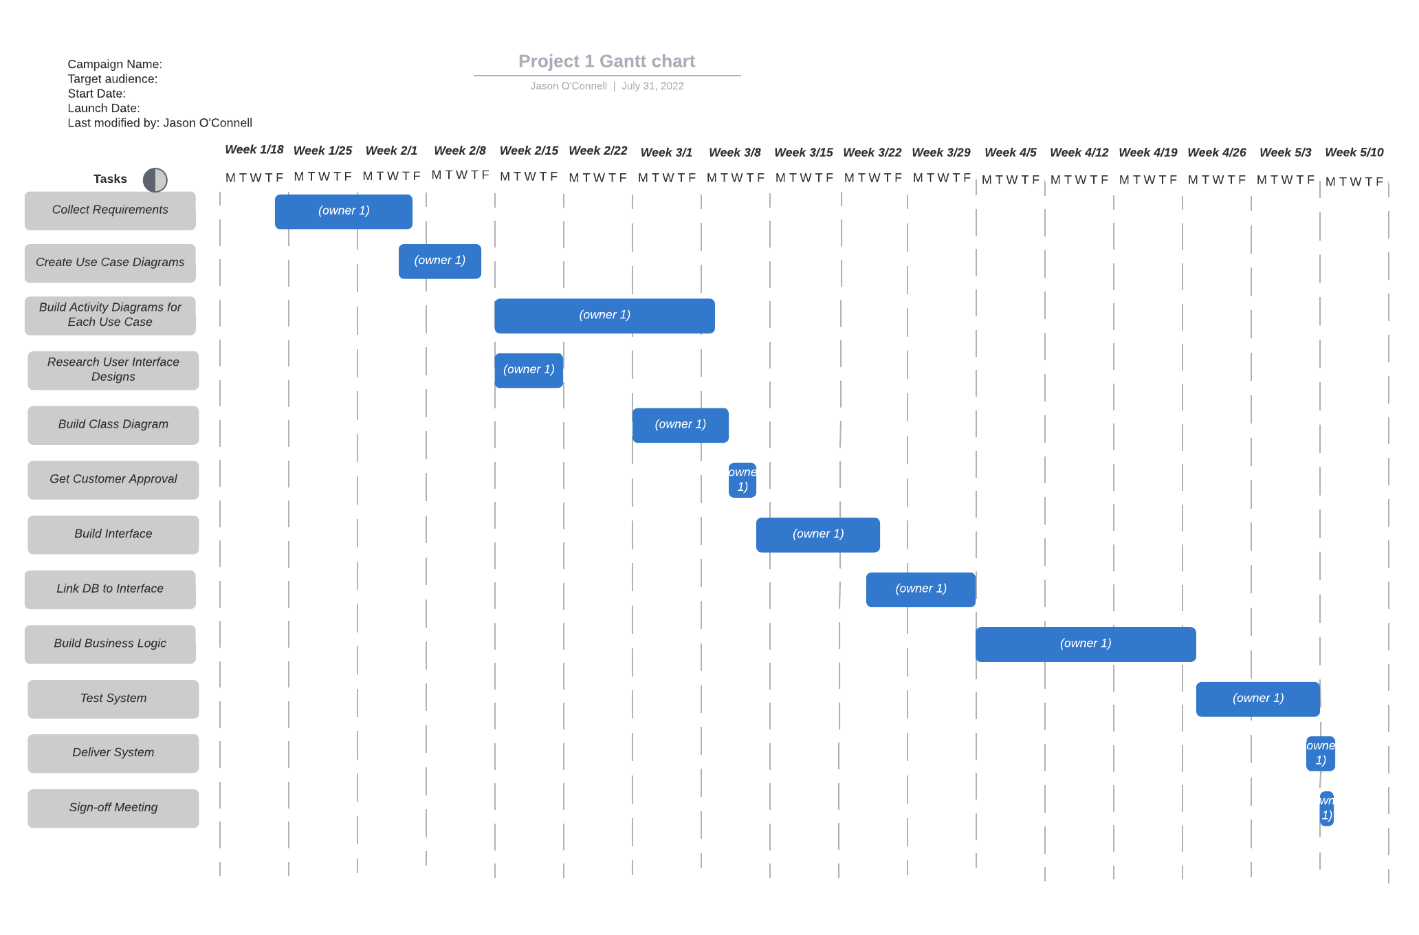 Project 1 Gantt chart
Jason O'Connell | July 31, 2022
Campaign Name:
Target audience:
Start Date:
Launch Date:
Last modified by: Jason O'Connell
Week 1/18 Week 1/25 Week 2/1 Week 2/8 Week 2/15 Week 2/22 Week 3/1 Week 3/8 Week 3/15 Week 3/22 Week 3/29 Week 4/5 Week 4/12 Week 4/19 Week 4/26 Week 5/3 Week 5/10
Tasks M T W T F M T W T F M T W T F M T W T F M T W T F M T W T F M T W T F M T W T F M T W T F M T W T F M T W T F M T W T F M T W T F M T W T F M T W T F M T W T F M T W T F
Collect Requirements (owner 1)
Create Use Case Diagrams (owner 1)
Build Activity Diagrams for
Each Use Case
(owner 1)
Research User Interface
Designs
(owner 1)
Build Class Diagram (owner 1)
Get Customer Approval
owne
1)
Build Interface (owner 1)
Link DB to Interface (owner 1)
Build Business Logic (owner 1)
Test System (owner 1)
Deliver System
owne
1)
Sign-off Meeting
wn
1)